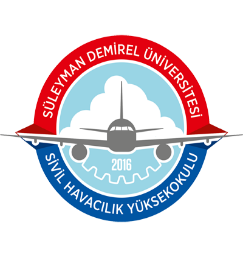 SÜLEYMAN DEMİREL ÜNİVERSİTESİ
2016
SİVİL HAVACILIK YÜKSEKOKULU